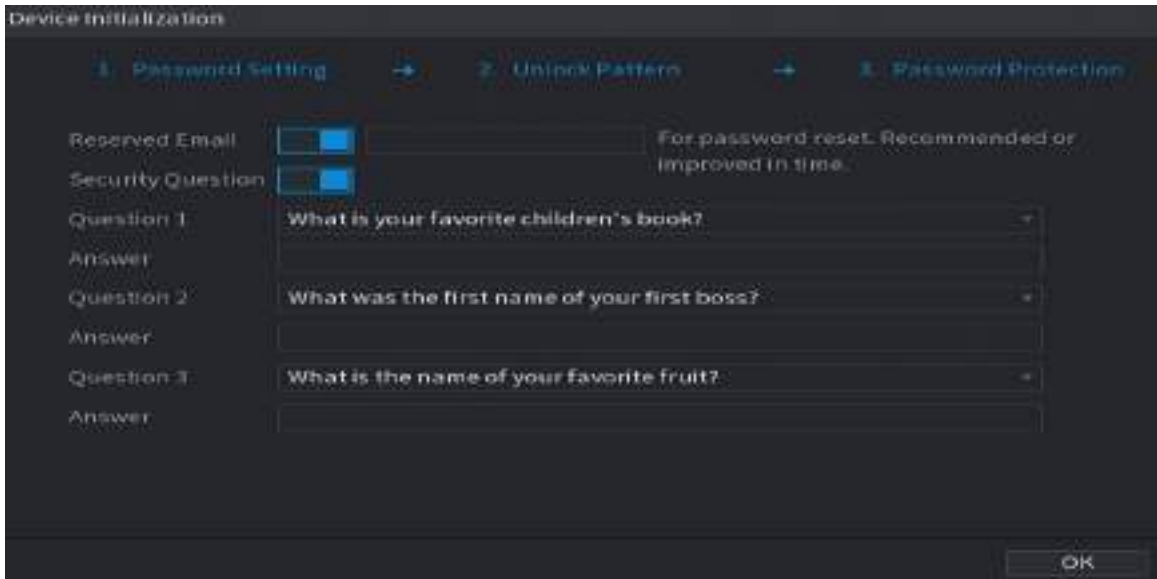 Device Initialization
1. Password Setting → 2. Unlock Pattern → 3. Password Protection
Reserved Email
For password reset. Recommended or
improved in time.
Security Question
Question 1 What is your favorite children's book?
Answer
Question 2 What was the first name of your first boss?
Answer
Question 3 What is the name of your favorite fruit?
Answer
OK